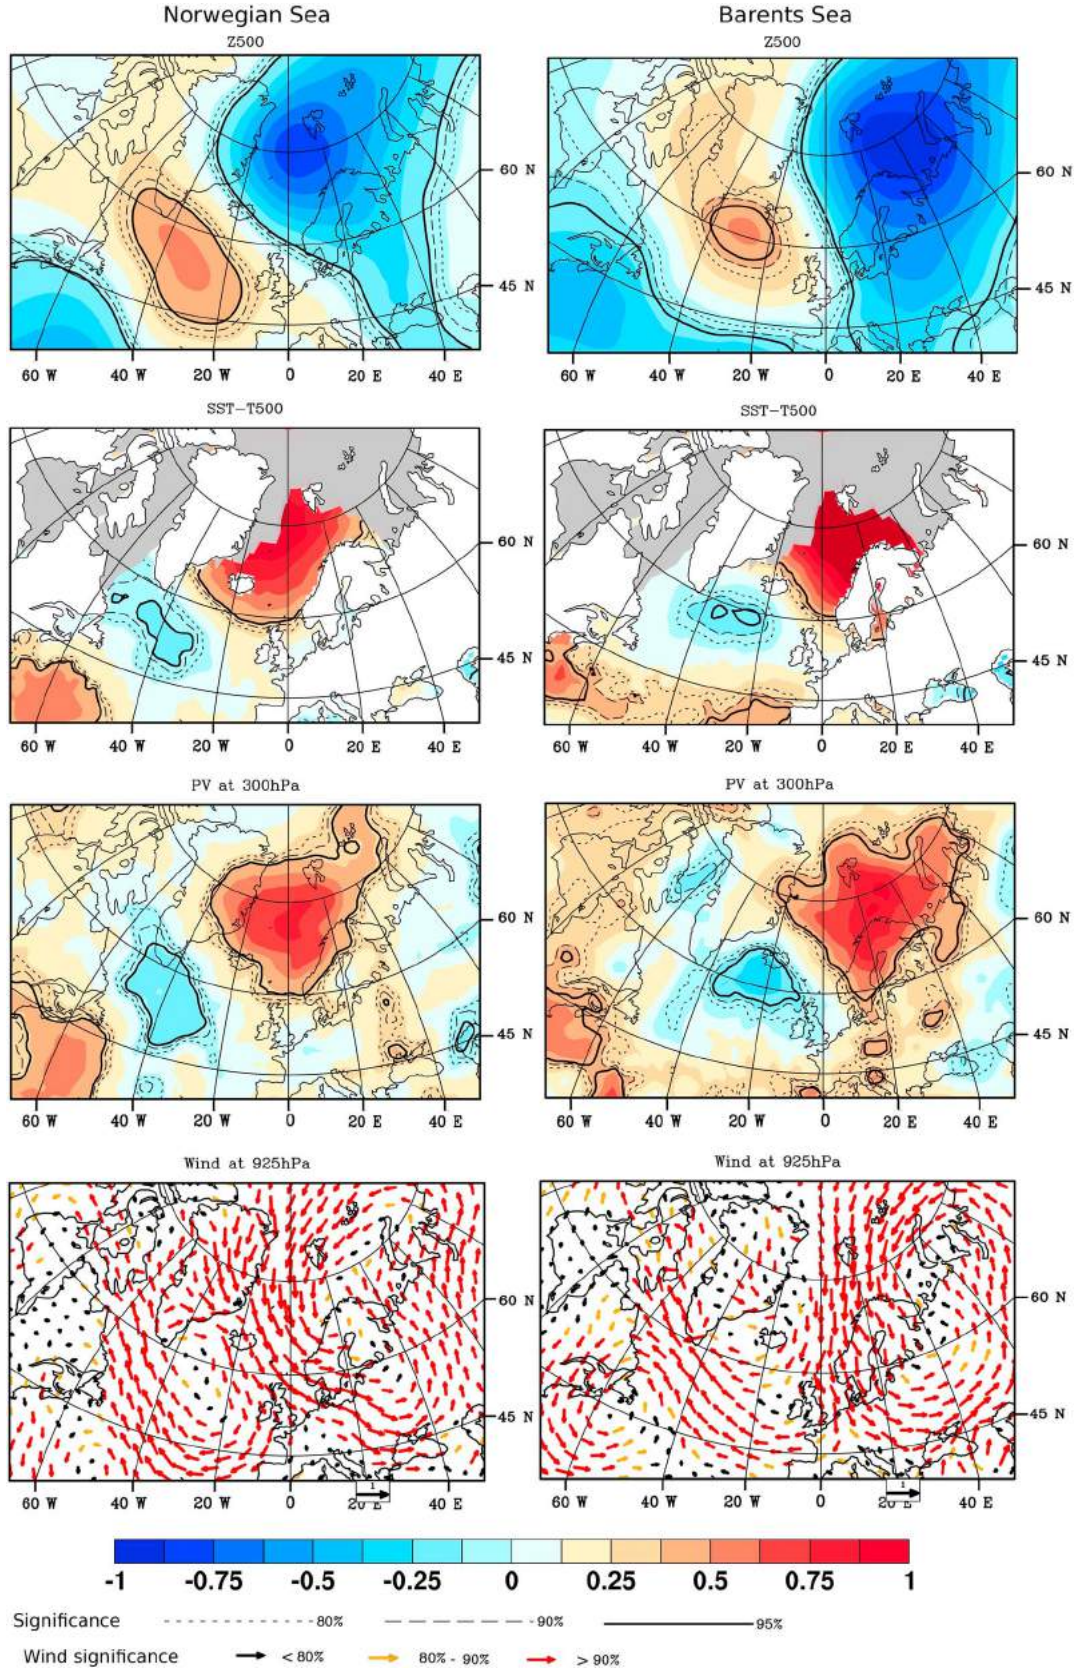 Norwegian Sea Barents Sea
Z500 Z500
60 N 60 N
45 N 45 N
60 W 40 W 20 W 0 20 E 40 E 60 W 40 W 20 W 0 20 E 40 E
SST-T500 SST-T500
60 N 60 N
45 N 45 N
60 W 40 W 20 W 0 20 E 40 E 60 W 40 W 20 W 0 20 E 40 E
PV at 300hPa PV at 300hPa
60 N 60 N
45 N 45 N
60 W 40 W 20 W 0 20 E 40 E 60 W 40 W 20 W 0 20 E 40 E
Wind at 925hPa Wind at 925hPa
60 N 60 N
45 N 45 N
1 1
60 W 40 W 20 W 0 20 E 40 E 60 W 40 W 20 W 0 20 E 40 E
-1 -0.75 -0.5 -0.25 0 0.25 0.5 0.75 1
Significance 80% 90% 95%
Wind significance < 80% 80% - 90% > 90%